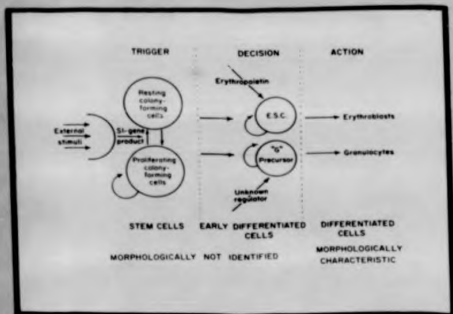 TRIGGER
DECISION
ACTION
Resting
colony-
forming
cells
Erythropoietin
External
stimuli
Sl-gene
product
E.S.C.
Erythroblasts
Proliferating
colony-
forming
cells
"G"
Precursor
Granulocytes
Unknown
regulator
STEM CELLS
EARLY DIFFERENTIATED
CELLS
DIFFERENTIATED
CELLS
MORPHOLOGICALLY NOT IDENTIFIED
MORPHOLOGICALLY
CHARACTERISTIC